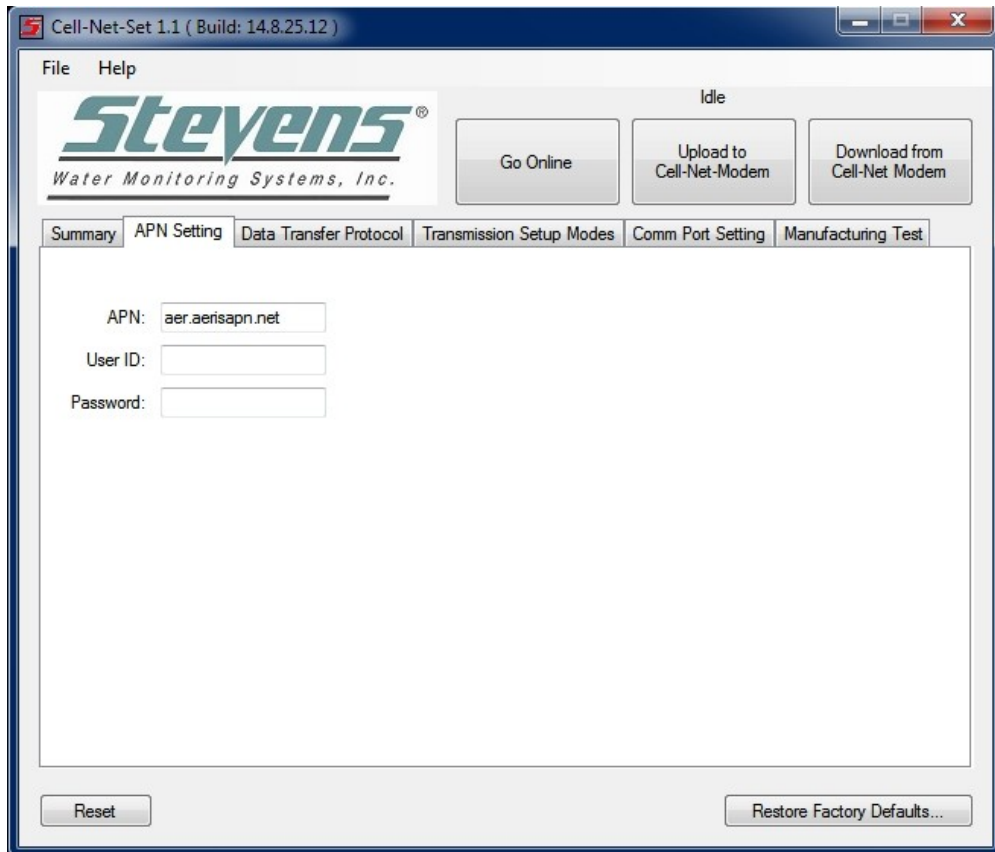 Cell-Net-Set 1.1 ( Build: 14.8.25.12 )
File Help
Stevens®
Water Monitoring Systems, Inc.
Idle
Go Online
Upload to
Cell-Net-Modem
Download from
Cell-Net Modem
Summary APN Setting Data Transfer Protocol Transmission Setup Modes Comm Port Setting Manufacturing Test
APN: aer.aerisapn.net
User ID:
Password:
Reset Restore Factory Defaults...